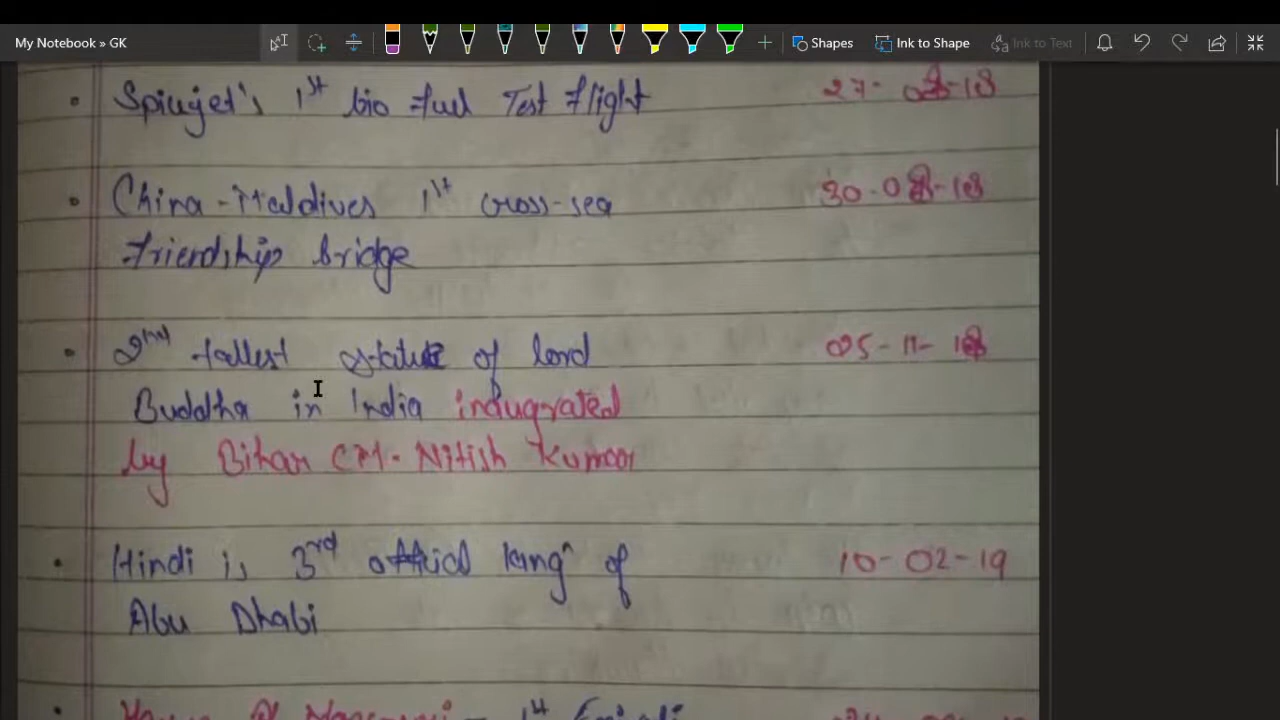 My Notebook » GK
Shapes
Ink to Shape
Ink to Text
• Spicejet's 1st bio fuel Test flight 27-08-18
• China-Maldives 1st cross-sea 30-08-18
friendship bridge
• 2nd tallest statue of lord 25-11-18
Buddha in India inaugrated
by Bihar CM - Nitish Kumar
• Hindi is 3rd official langn of 10-02-19
Abu Dhabi